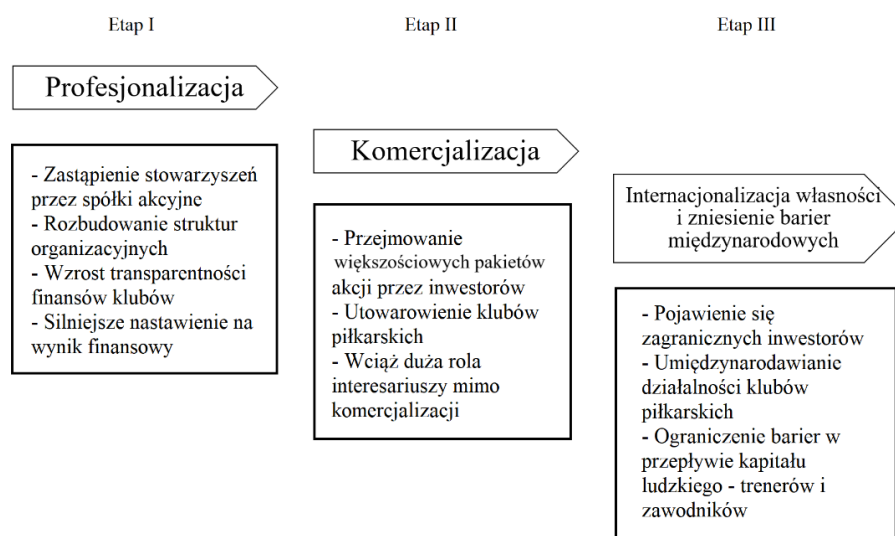 Etap I
Etap II
Etap III
Profesjonalizacja
- Zastąpienie stowarzyszeń
przez spółki akcyjne
- Rozbudowanie struktur
organizacyjnych
- Wzrost transparentności
finansów klubów
- Silniejsze nastawienie na
wynik finansowy
Komercjalizacja
- Przejmowanie
większościowych pakietów
akcji przez inwestorów
- Utowarowienie klubów
piłkarskich
- Wciąż duża rola
interesariuszy mimo
komercjalizacji
Internacjonalizacja własności
i zniesienie barier
międzynarodowych
- Pojawienie się
zagranicznych inwestorów
- Umiędzynarodawianie
działalności klubów
piłkarskich
- Ograniczenie barier w
przepływie kapitału
ludzkiego - trenerów i
zawodników